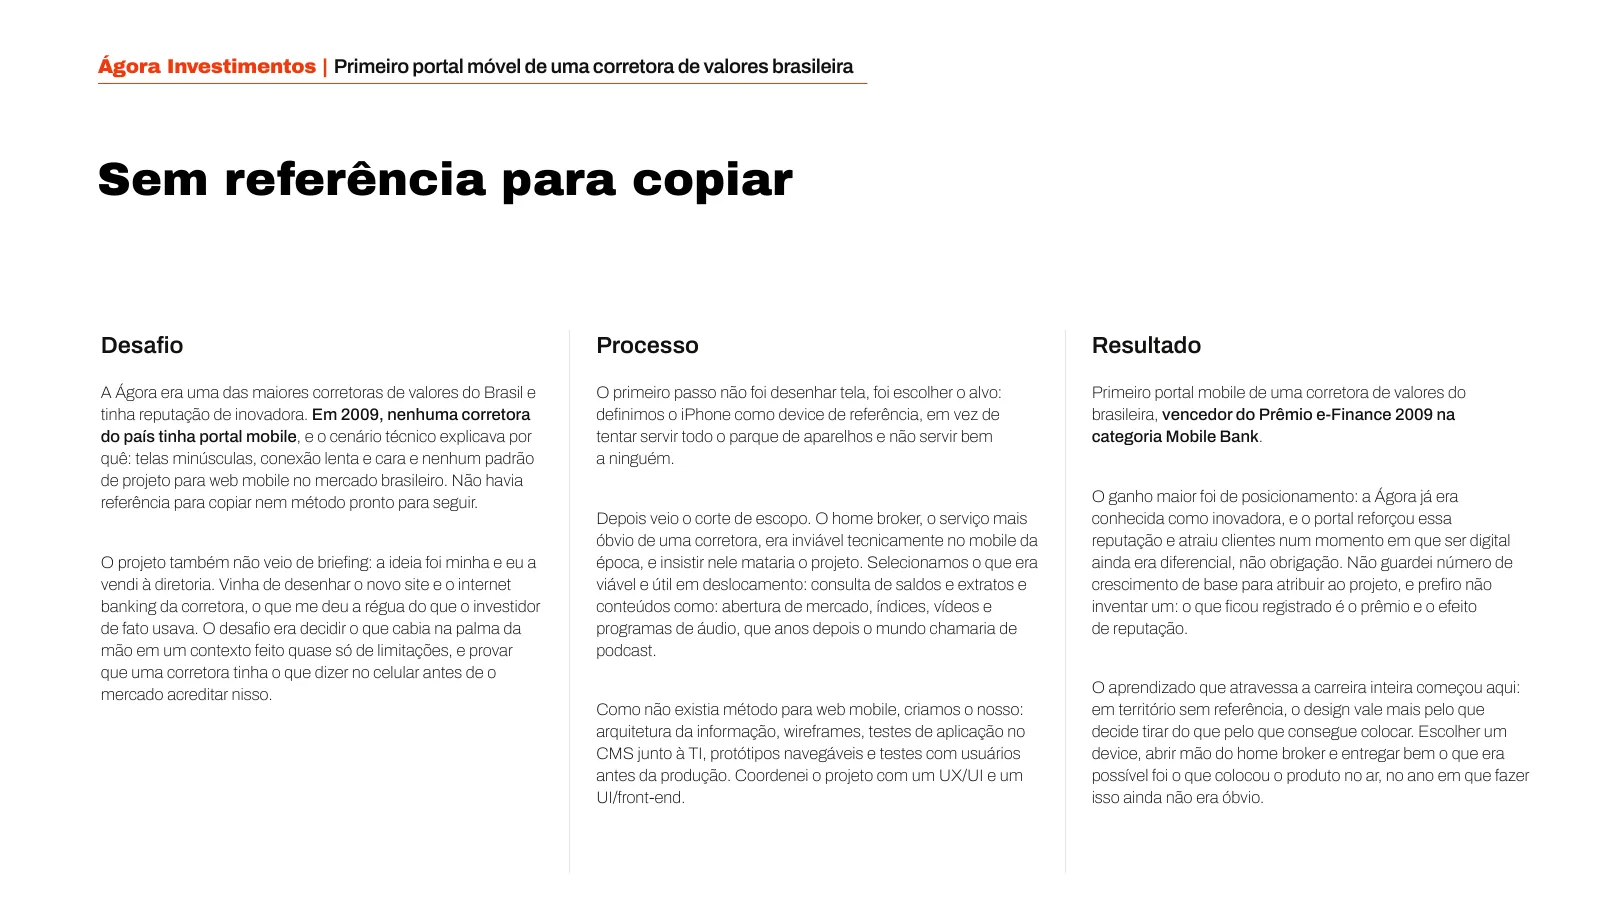 Ágora Investimentos | Primeiro portal móvel de uma corretora de valores brasileira
Sem referência para copiar
Desafio
A Ágora era uma das maiores corretoras de valores do Brasil e
tinha reputação de inovadora. Em 2009, nenhuma corretora
do país tinha portal mobile, e o cenário técnico explicava por
quê: telas minúsculas, conexão lenta e cara e nenhum padrão
de projeto para web mobile no mercado brasileiro. Não havia
referência para copiar nem método pronto para seguir.
O projeto também não veio de briefing: a ideia foi minha e eu a
vendi à diretoria. Vinha de desenhar o novo site e o internet
banking da corretora, o que me deu a régua do que o investidor
de fato usava. O desafio era decidir o que cabia na palma da
mão em um contexto feito quase só de limitações, e provar
que uma corretora tinha o que dizer no celular antes de o
mercado acreditar nisso.
Processo
O primeiro passo não foi desenhar tela, foi escolher o alvo:
definimos o iPhone como device de referência, em vez de
tentar servir todo o parque de aparelhos e não servir bem
a ninguém.
Depois veio o corte de escopo. O home broker, o serviço mais
óbvio de uma corretora, era inviável tecnicamente no mobile da
época, e insistir nele mataria o projeto. Selecionamos o que era
viável e útil em deslocamento: consulta de saldos e extratos e
conteúdos como: abertura de mercado, índices, vídeos e
programas de áudio, que anos depois o mundo chamaria de
podcast.
Como não existia método para web mobile, criamos o nosso:
arquitetura da informação, wireframes, testes de aplicação no
CMS junto à TI, protótipos navegáveis e testes com usuários
antes da produção. Coordenei o projeto com um UX/UI e um
UI/front-end.
Resultado
Primeiro portal mobile de uma corretora de valores do
brasileira, vencedor do Prêmio e-Finance 2009 na
categoria Mobile Bank.
O ganho maior foi de posicionamento: a Ágora já era
conhecida como inovadora, e o portal reforçou essa
reputação e atraiu clientes num momento em que ser digital
ainda era diferencial, não obrigação. Não guardei número de
crescimento de base para atribuir ao projeto, e prefiro não
inventar um: o que ficou registrado é o prêmio e o efeito
de reputação.
O aprendizado que atravessa a carreira inteira começou aqui:
em território sem referência, o design vale mais pelo que
decide tirar do que pelo que consegue colocar. Escolher um
device, abrir mão do home broker e entregar bem o que era
possível foi o que colocou o produto no ar, no ano em que fazer
isso ainda não era óbvio.